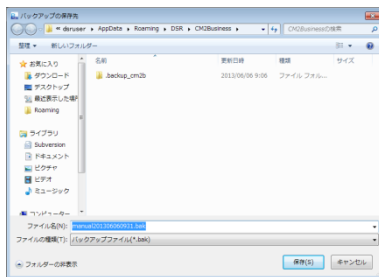 バックアップの保存先
« deruser ▸ AppData ▸ Roaming ▸ DSR ▸ CM2Business ▸
CM2Businessの検索
整理 新しいフォルダー
名前 更新日時 種類 サイズ
お気に入り
ダウンロード
デスクトップ
最近表示した場所
Roaming
.backup_cm2b 2013/06/06 9:06 ファイル フォル...
ライブラリ
Subversion
ドキュメント
ピクチャ
ビデオ
ミュージック
コンピューター
ファイル名(N): manual201306060931.bak
ファイルの種類(T): バックアップファイル(*.bak)
フォルダーの非表示 保存(S) キャンセル